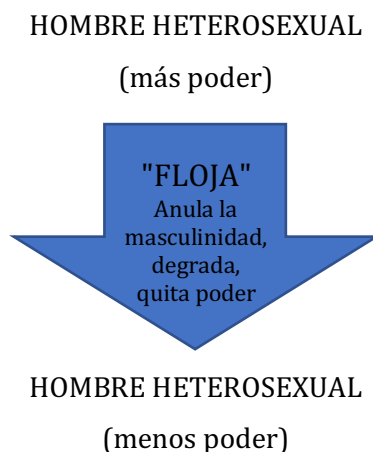 HOMBRE HETEROSEXUAL
(más poder)
"FLOJA"
Anula la
masculinidad,
degrada,
quita poder
HOMBRE HETEROSEXUAL
(menos poder)